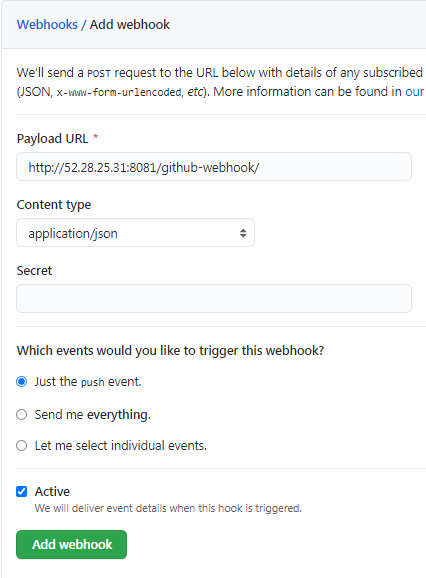 Webhooks / Add webhook
We'll send a POST request to the URL below with details of any subscribed
(JSON, x-www-form-urlencoded, etc). More information can be found in our
Payload URL *
http://52.28.25.31:8081/github-webhook/
Content type
application/json
Secret
Which events would you like to trigger this webhook?
Just the push event.
Send me everything.
Let me select individual events.
Active
We will deliver event details when this hook is triggered.
Add webhook